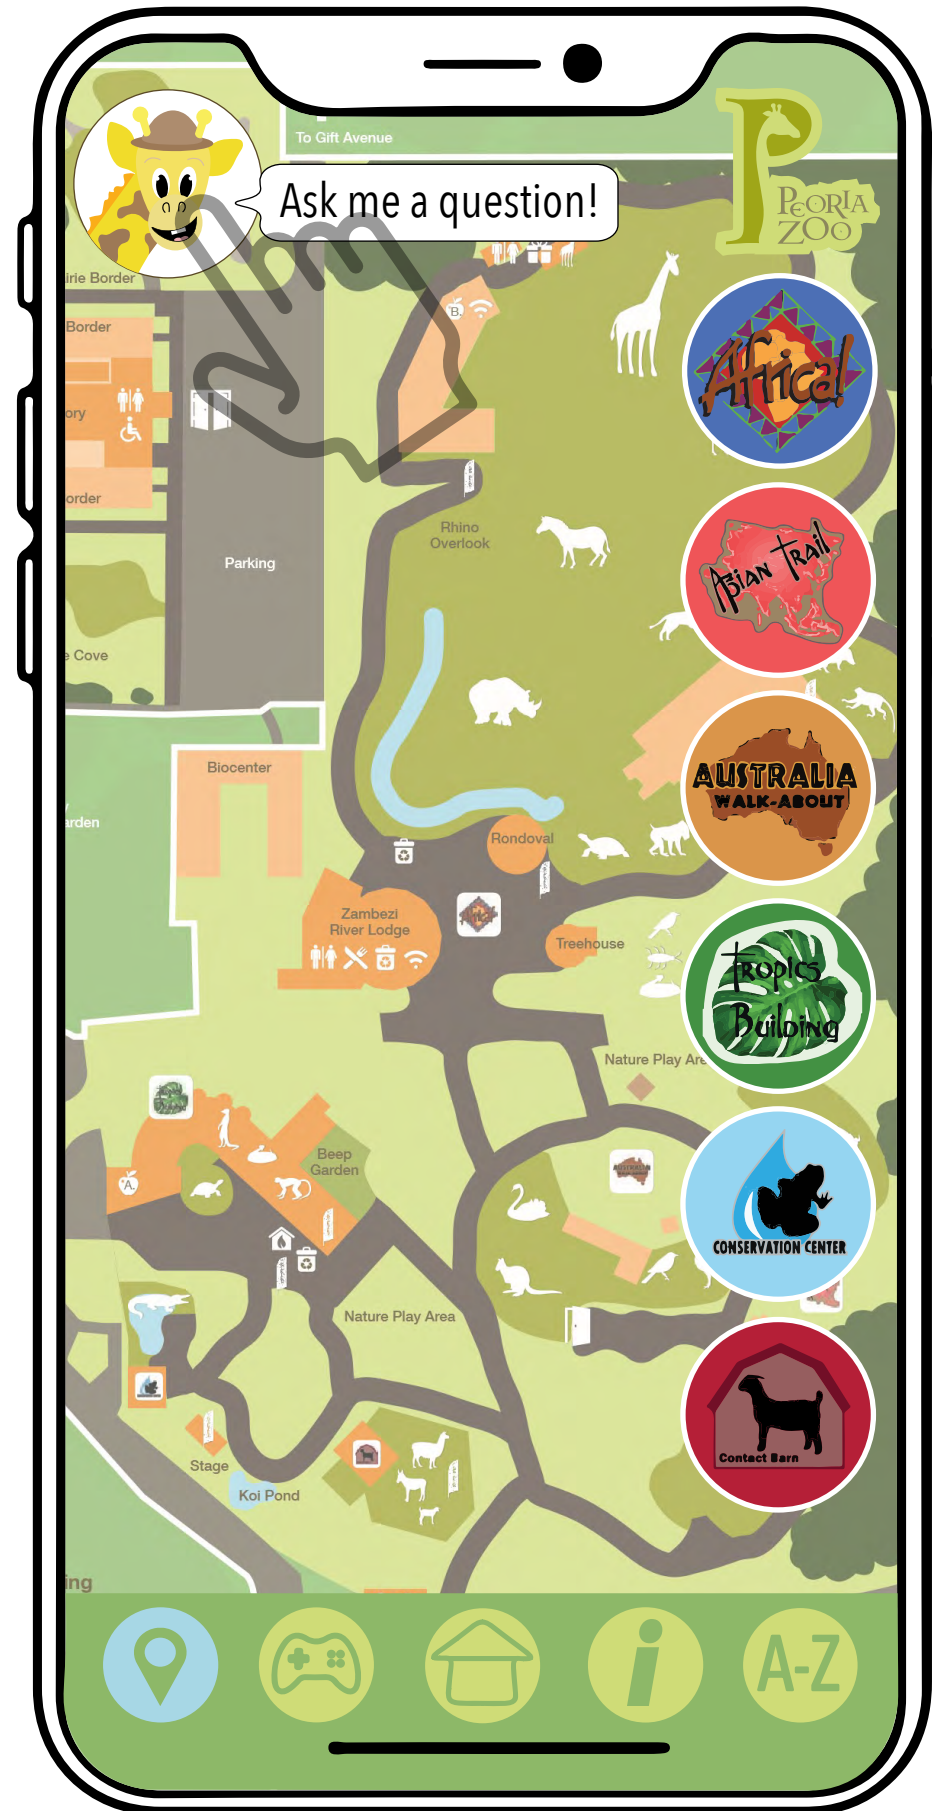 To Gift Avenue
Ask me a question!
PEORIA
ZOO
irie Border
Border
ory
order
B.
Africa!
Rhino
Overlook
Parking
Asian Trail
e Cove
Biocenter
AUSTRALIA
WALK-ABOUT
arden
Rondoval
Zambezi
River Lodge
Treehouse
Tropics
Building
Nature Play Are
Beep
Garden
A.
AUSTRALIA
CONSERVATION CENTER
Nature Play Area
Contact Barn
Stage
Koi Pond
ing
A-Z